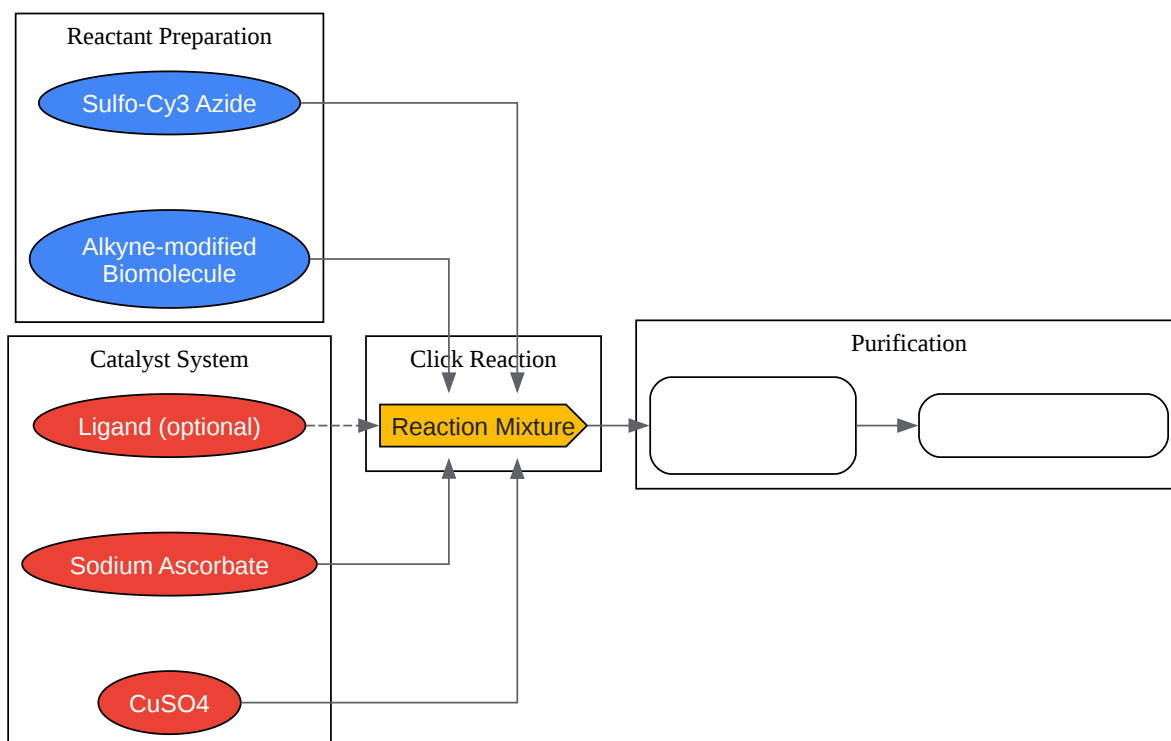 Reactant Preparation
Sulfo-Cy3 Azide
Alkyne-modified
Biomolecule
Catalyst System
Ligand (optional)
Sodium Ascorbate
CuSO4
Click Reaction
Reaction Mixture
Purification